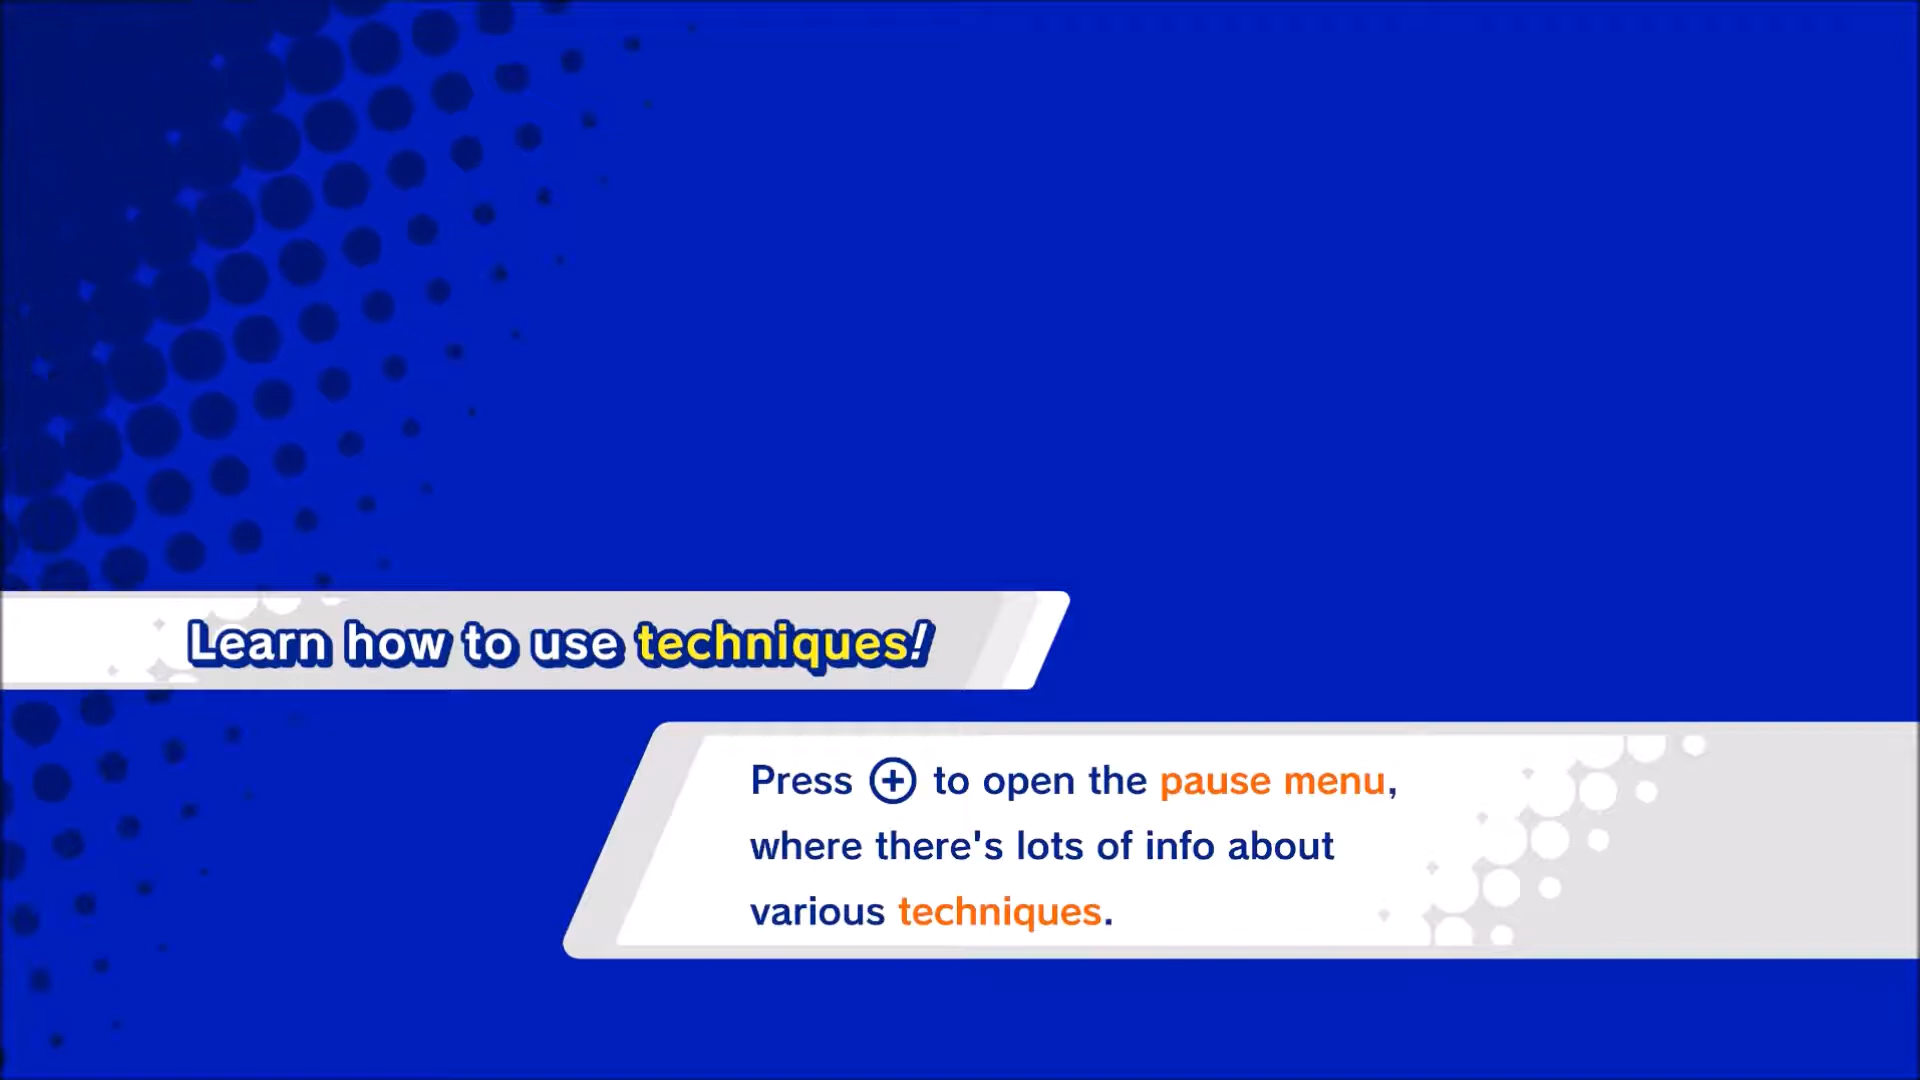 Learn how to use techniques!
Press ⊕ to open the pause menu,
where there's lots of info about
various techniques.